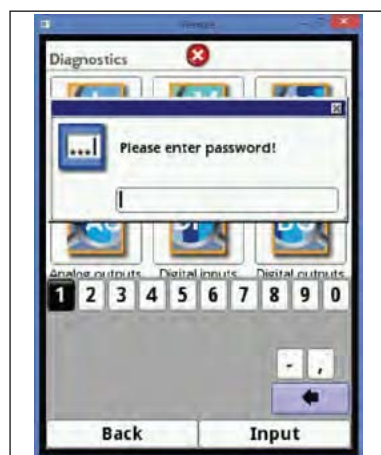 Diagnostics
...|
Please enter password!
Analog outputs Digital inputs Digital outputs
1 2 3 4 5 6 7 8 9 0
- ,
Back Input